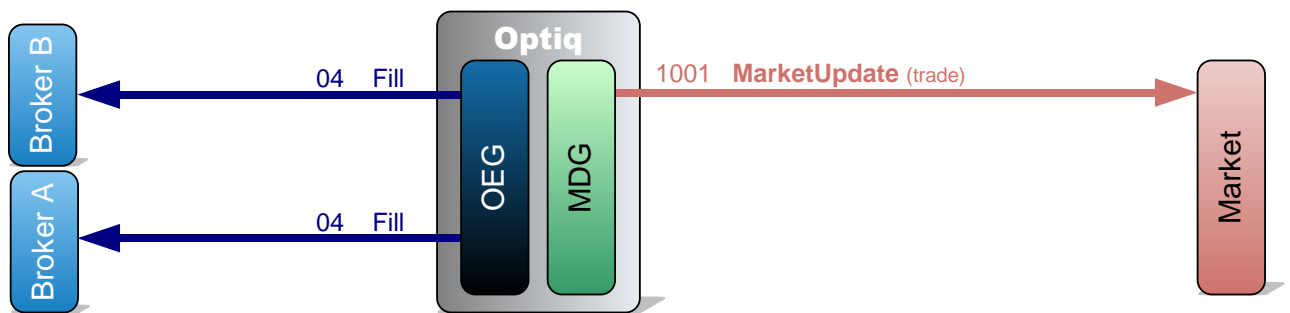 Optiq
Broker B
04 Fill
1001 MarketUpdate (trade)
OEG
MDG
Market
Broker A
04 Fill